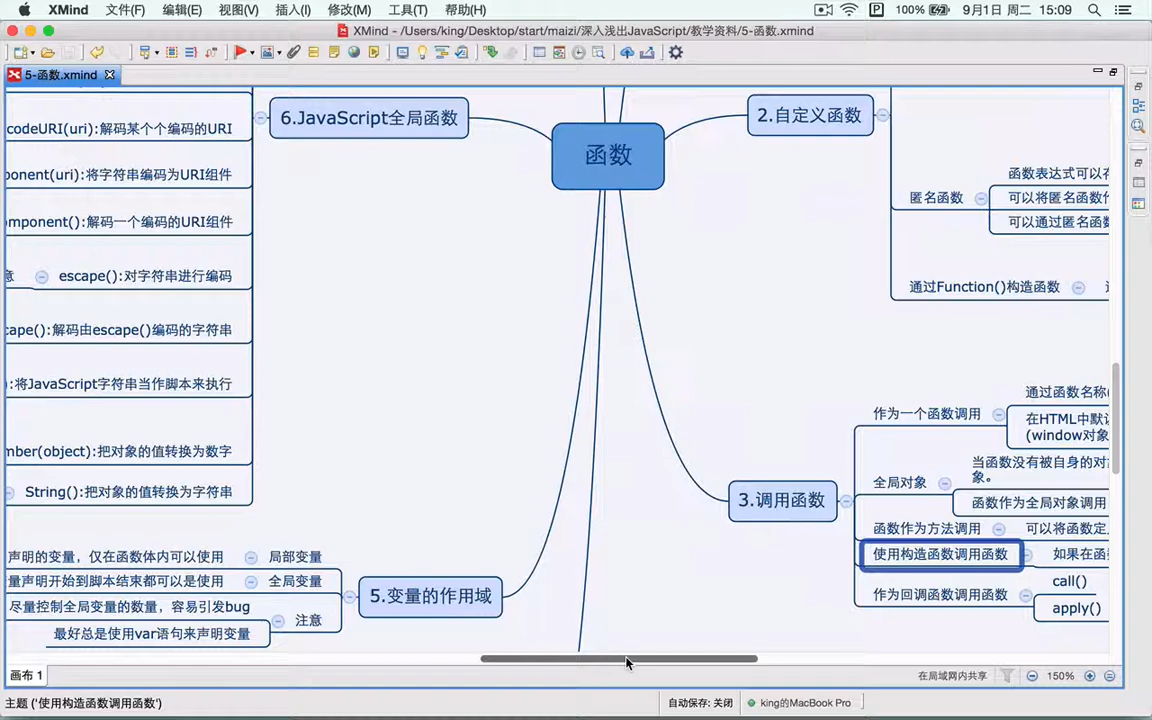 XMind 文件(F) 编辑(E) 视图(V) 插入(I) 修改(M) 工具(T) 帮助(H) 100% 9月1日 周二 15:09
XMind - /Users/king/Desktop/start/maizi/深入浅出JavaScript/教学资料/5-函数.xmind
5-函数.xmind
函数
6.JavaScript全局函数
codeURI(uri):解码某个个编码的URI
ponent(uri):将字符串编码为URI组件
mponent():解码一个编码的URI组件
意 escape():对字符串进行编码
cape():解码由escape()编码的字符串
:将JavaScript字符串当作脚本来执行
mber(object):把对象的值转换为数字
String():把对象的值转换为字符串
2.自定义函数
函数表达式可以
匿名函数
可以将匿名函数
可以通过匿名函数
通过Function()构造函数
3.调用函数
通过函数名称
作为一个函数调用
在HTML中默认
(window对象
当函数没有被自身的对
象。
全局对象
函数作为全局对象调用
函数作为方法调用 可以将函数定
使用构造函数调用函数 如果在函
作为回调函数调用函数
call()
apply()
5.变量的作用域
声明的变量，仅在函数体内可以使用 局部变量
量声明开始到脚本结束都可以是使用 全局变量
尽量控制全局变量的数量，容易引发bug
注意
最好总是使用var语句来声明变量
画布 1
在局域网内共享 150%
主题 ('使用构造函数调用函数')
自动保存: 关闭 king的MacBook Pro